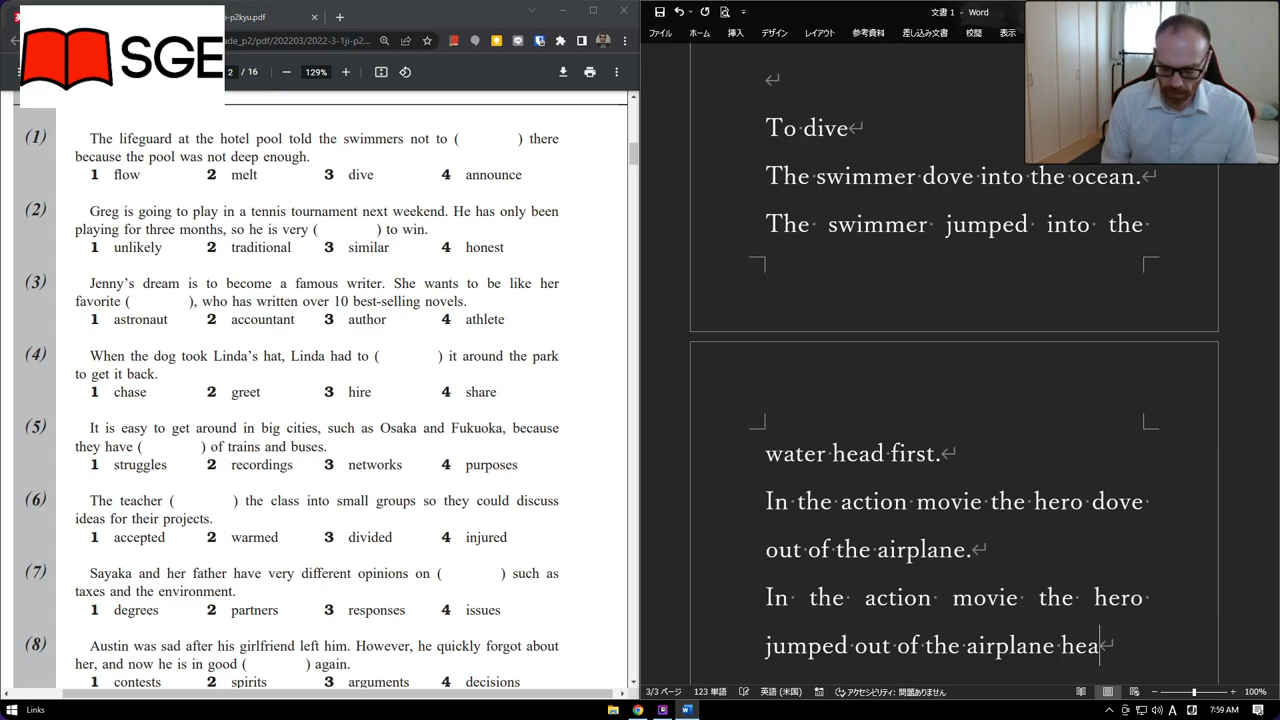 i-p2kyu.pdf
文書 1 - Word
ade_p2/pdf/202203/2022-3-1ji-p2...
SGE
2 / 16
129%
ファイル
ホーム
挿入
デザイン
レイアウト
参考資料
差し込み文書
校閲
表示
(1) The lifeguard at the hotel pool told the swimmers not to ( ) there
because the pool was not deep enough.
1 flow 2 melt 3 dive 4 announce
(2) Greg is going to play in a tennis tournament next weekend. He has only been
playing for three months, so he is very ( ) to win.
1 unlikely 2 traditional 3 similar 4 honest
(3) Jenny's dream is to become a famous writer. She wants to be like her
favorite ( ), who has written over 10 best-selling novels.
1 astronaut 2 accountant 3 author 4 athlete
(4) When the dog took Linda's hat, Linda had to ( ) it around the park
to get it back.
1 chase 2 greet 3 hire 4 share
(5) It is easy to get around in big cities, such as Osaka and Fukuoka, because
they have ( ) of trains and buses.
1 struggles 2 recordings 3 networks 4 purposes
(6) The teacher ( ) the class into small groups so they could discuss
ideas for their projects.
1 accepted 2 warmed 3 divided 4 injured
(7) Sayaka and her father have very different opinions on ( ) such as
taxes and the environment.
1 degrees 2 partners 3 responses 4 issues
(8) Austin was sad after his girlfriend left him. However, he quickly forgot about
her, and now he is in good ( ) again.
1 contests 2 spirits 3 arguments 4 decisions
To dive
The swimmer dove into the ocean.
The swimmer jumped into the
water head first.
In the action movie the hero dove
out of the airplane.
In the action movie the hero
jumped out of the airplane hea
3/3 ページ 123 単語 英語 (米国) アクセシビリティ: 問題ありません 100%
Links
A
7:59 AM